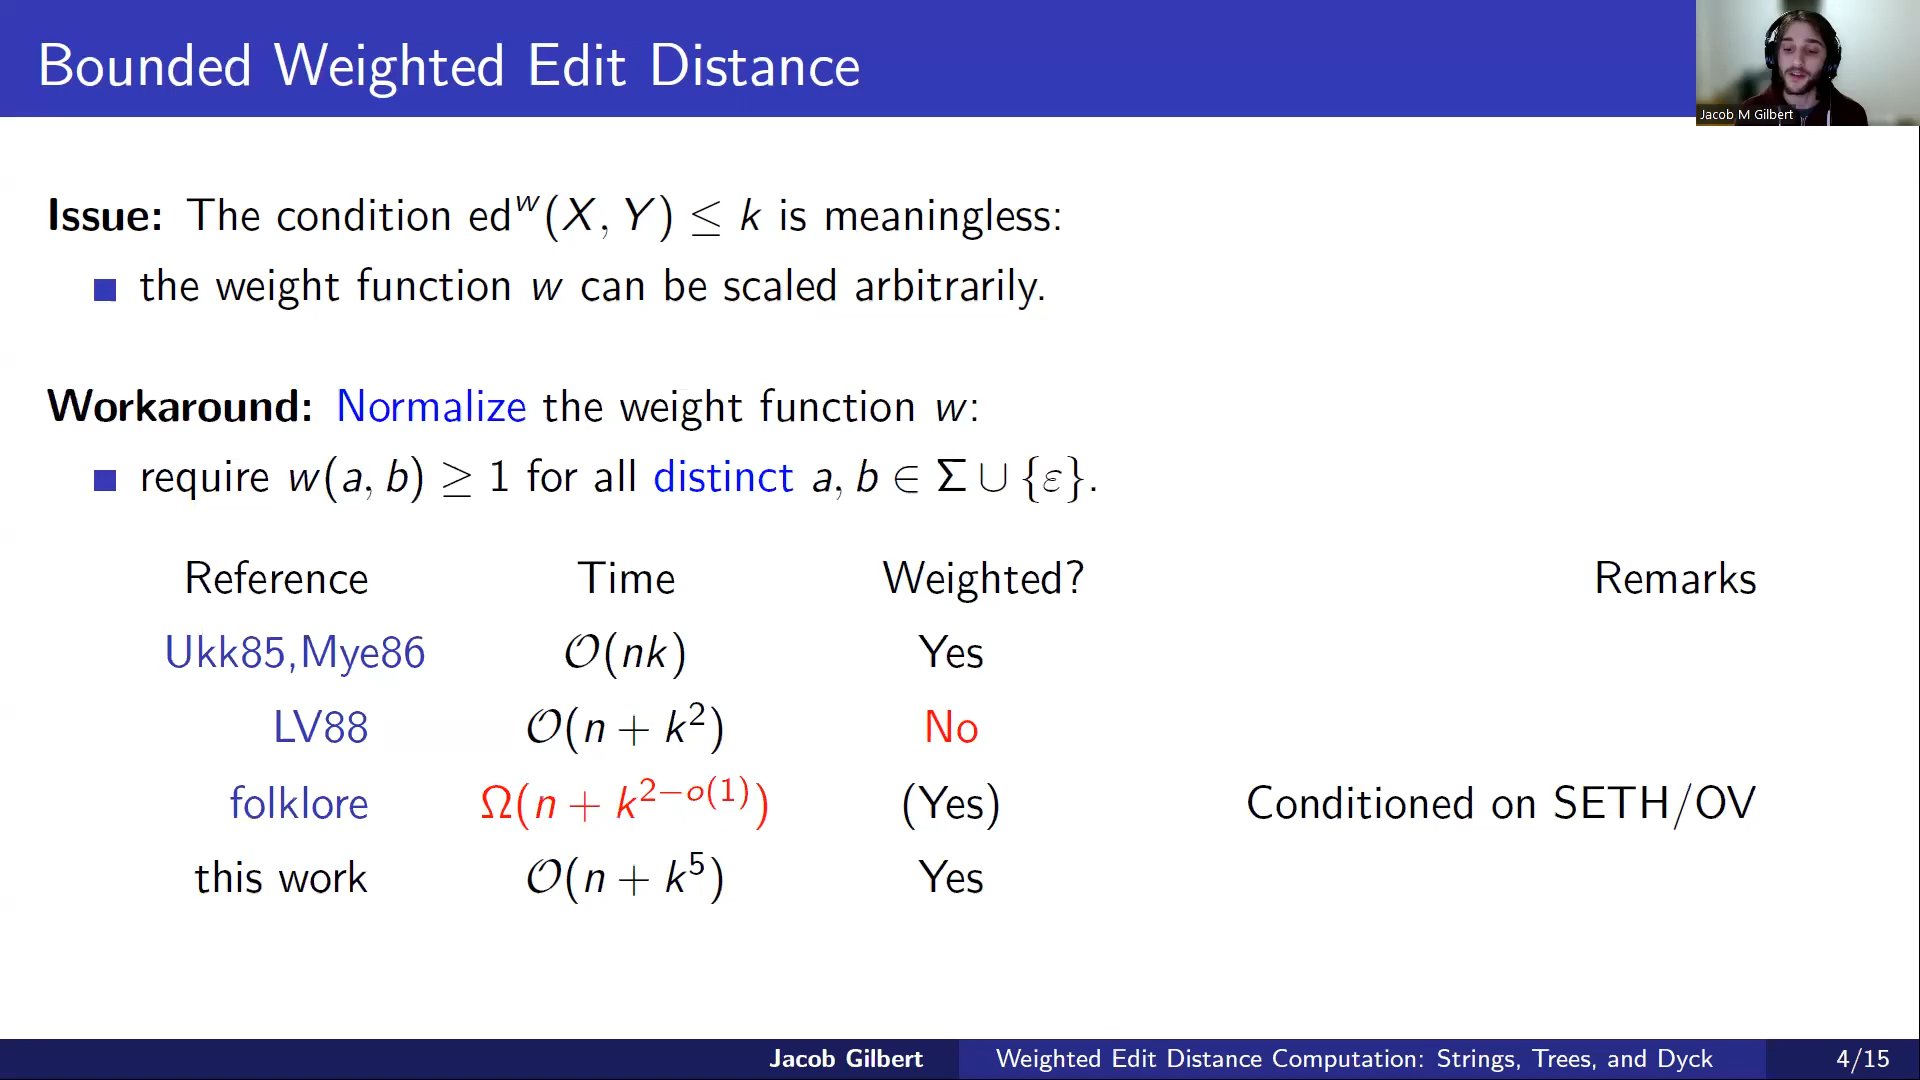 Bounded Weighted Edit Distance
Jacob M Gilbert
Issue: The condition ed^w(X, Y) ≤ k is meaningless:
the weight function w can be scaled arbitrarily.
Workaround: Normalize the weight function w:
require w(a, b) ≥ 1 for all distinct a, b ∈ Σ ∪ {ε}.
Reference Time Weighted? Remarks
Ukk85,Mye86 O(nk) Yes
LV88 O(n + k²) No
folklore Ω(n + k^{2−o(1)}) (Yes) Conditioned on SETH/OV
this work O(n + k⁵) Yes
Jacob Gilbert Weighted Edit Distance Computation: Strings, Trees, and Dyck 4/15